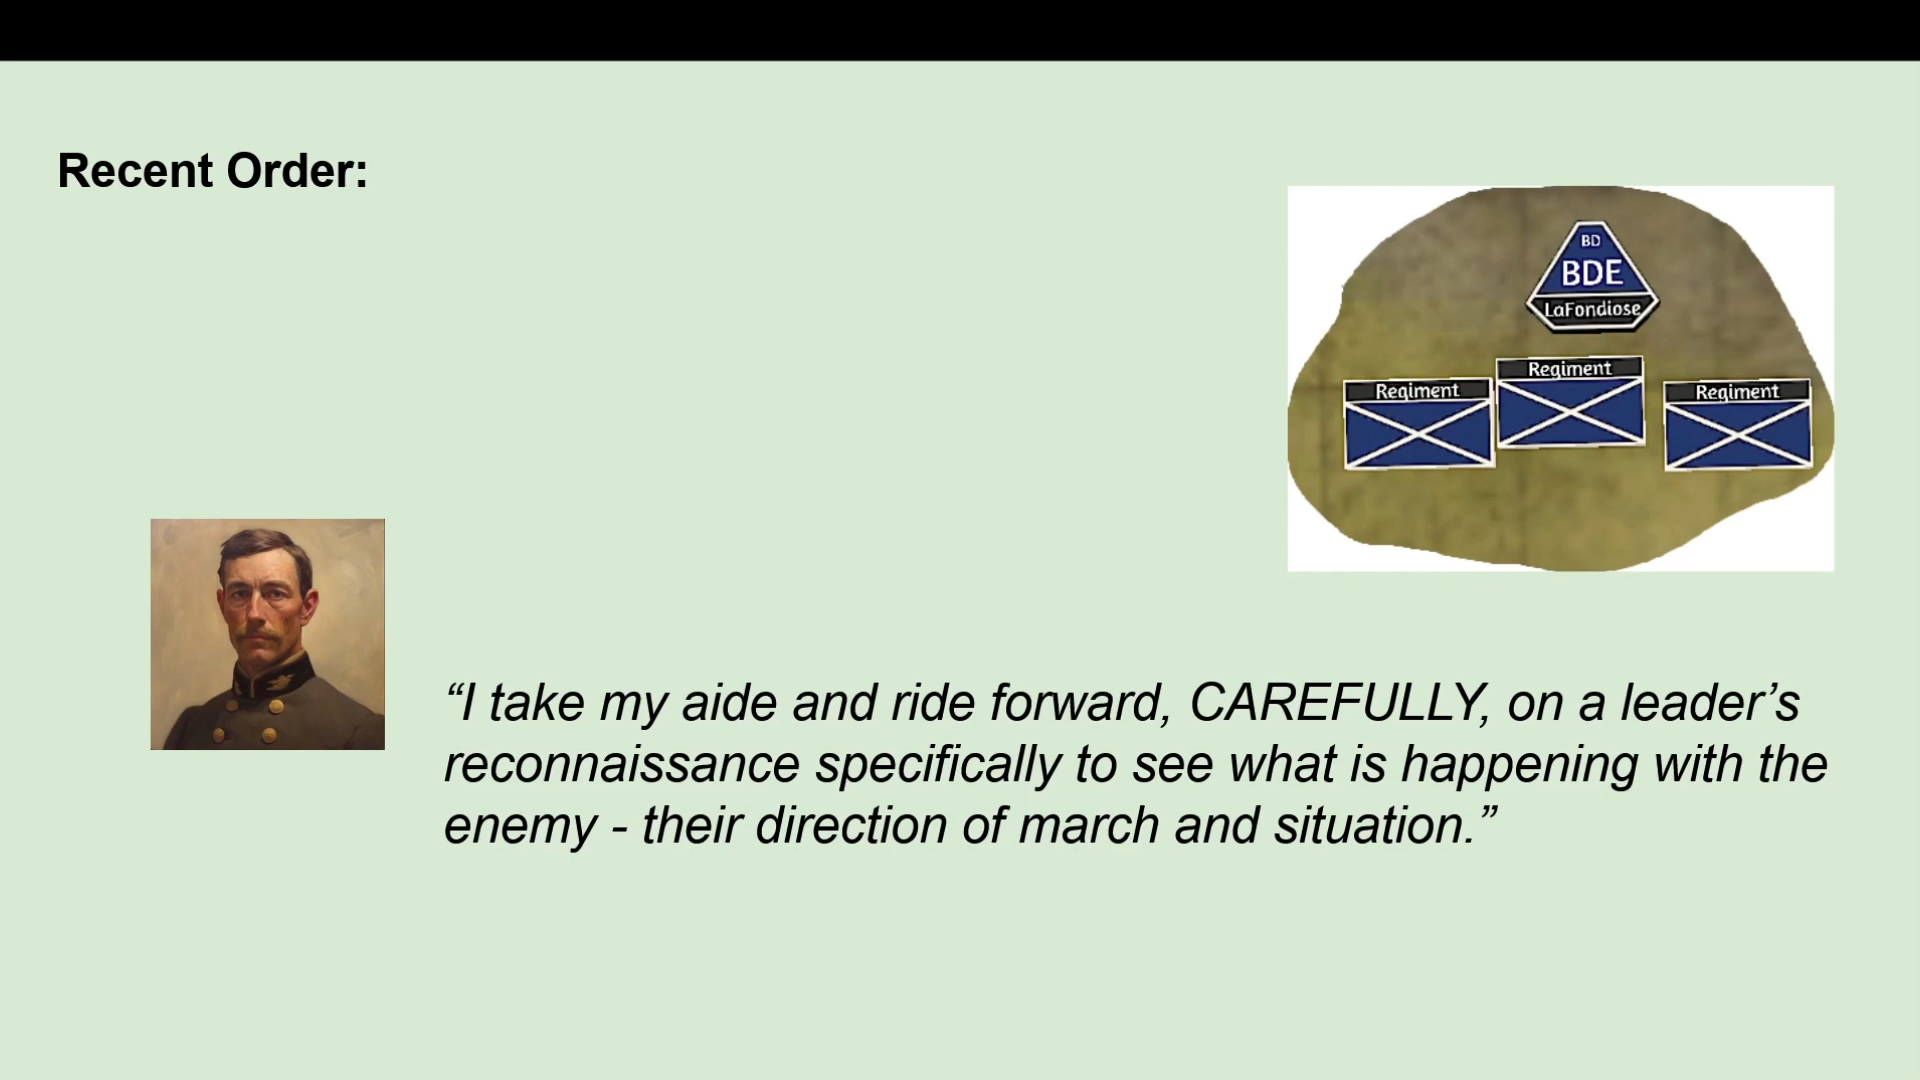 Recent Order:
BD
BDE
LaFondiose
Regiment
Regiment
Regiment
“I take my aide and ride forward, CAREFULLY, on a leader’s
reconnaissance specifically to see what is happening with the
enemy - their direction of march and situation.”